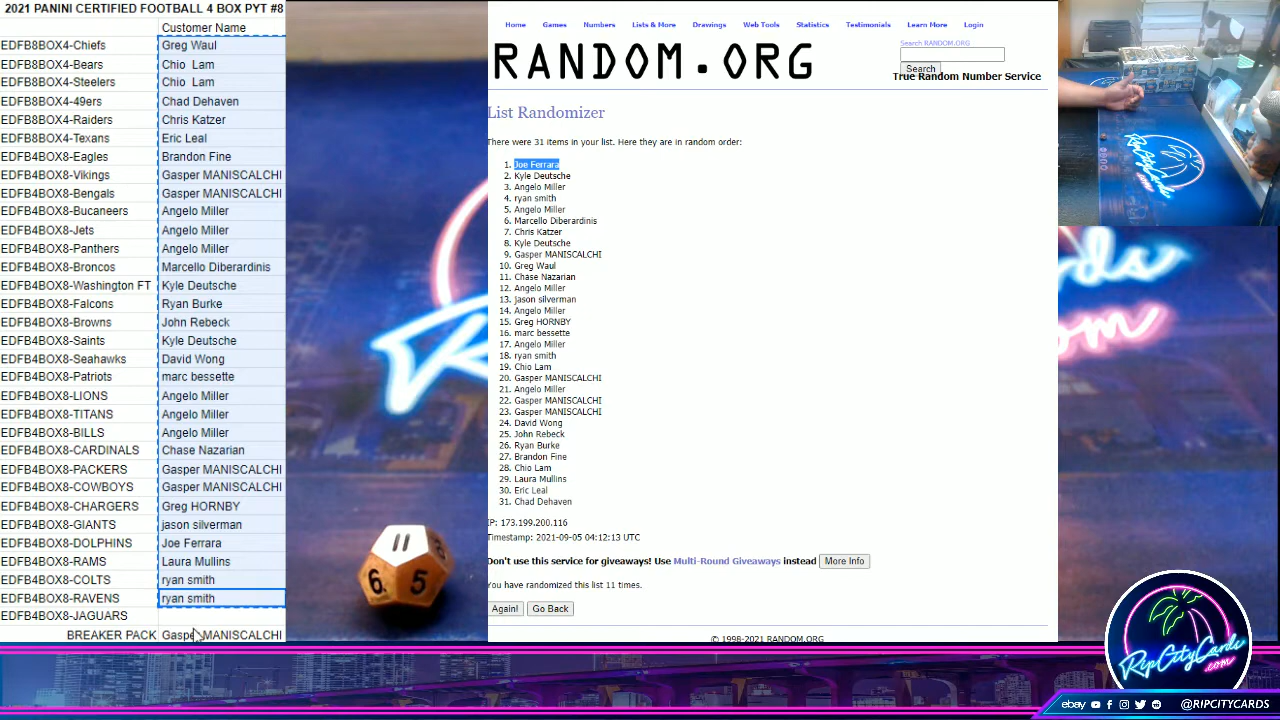 2021 PANINI CERTIFIED FOOTBALL 4 BOX PYT #8
Customer Name
EDFB8BOX4-Chiefs Greg Waul
EDFB8BOX4-Bears Chio Lam
EDFB8BOX4-Steelers Chio Lam
EDFB8BOX4-49ers Chad Dehaven
EDFB8BOX4-Raiders Chris Katzer
EDFB8BOX4-Texans Eric Leal
EDFB4BOX8-Eagles Brandon Fine
EDFB4BOX8-Vikings Gasper MANISCALCHI
EDFB4BOX8-Bengals Gasper MANISCALCHI
EDFB4BOX8-Bucaneers Angelo Miller
EDFB4BOX8-Jets Angelo Miller
EDFB4BOX8-Panthers Angelo Miller
EDFB4BOX8-Broncos Marcello Diberardinis
EDFB4BOX8-Washington FT Kyle Deutsche
EDFB4BOX8-Falcons Ryan Burke
EDFB4BOX8-Browns John Rebeck
EDFB4BOX8-Saints Kyle Deutsche
EDFB4BOX8-Seahawks David Wong
EDFB4BOX8-Patriots marc bessette
EDFB4BOX8-LIONS Angelo Miller
EDFB4BOX8-TITANS Angelo Miller
EDFB4BOX8-BILLS Angelo Miller
EDFB4BOX8-CARDINALS Chase Nazarian
EDFB4BOX8-PACKERS Gasper MANISCALCHI
EDFB4BOX8-COWBOYS Gasper MANISCALCHI
EDFB4BOX8-CHARGERS Greg HORNBY
EDFB4BOX8-GIANTS jason silverman
EDFB4BOX8-DOLPHINS Joe Ferrara
EDFB4BOX8-RAMS Laura Mullins
EDFB4BOX8-COLTS ryan smith
EDFB4BOX8-RAVENS ryan smith
EDFB4BOX8-JAGUARS
BREAKER PACK Gasper MANISCALCHI
11
6. 5
Home Games Numbers Lists & More Drawings Web Tools Statistics Testimonials Learn More Login
RANDOM.ORG
Search RANDOM.ORG
Search
True Random Number Service
List Randomizer
There were 31 items in your list. Here they are in random order:
1. Joe Ferrara
2. Kyle Deutsche
3. Angelo Miller
4. ryan smith
5. Angelo Miller
6. Marcello Diberardinis
7. Chris Katzer
8. Kyle Deutsche
9. Gasper MANISCALCHI
10. Greg Waul
11. Chase Nazarian
12. Angelo Miller
13. jason silverman
14. Angelo Miller
15. Greg HORNBY
16. marc bessette
17. Angelo Miller
18. ryan smith
19. Chio Lam
20. Gasper MANISCALCHI
21. Angelo Miller
22. Gasper MANISCALCHI
23. Gasper MANISCALCHI
24. David Wong
25. John Rebeck
26. Ryan Burke
27. Brandon Fine
28. Chio Lam
29. Laura Mullins
30. Eric Leal
31. Chad Dehaven
IP: 173.199.200.116
Timestamp: 2021-09-05 04:12:13 UTC
Don't use this service for giveaways! Use Multi-Round Giveaways instead More Info
You have randomized this list 11 times.
Again! Go Back
© 1998-2021 RANDOM.ORG
RipCityCards
.com
ebay @RIPCITYCARDS